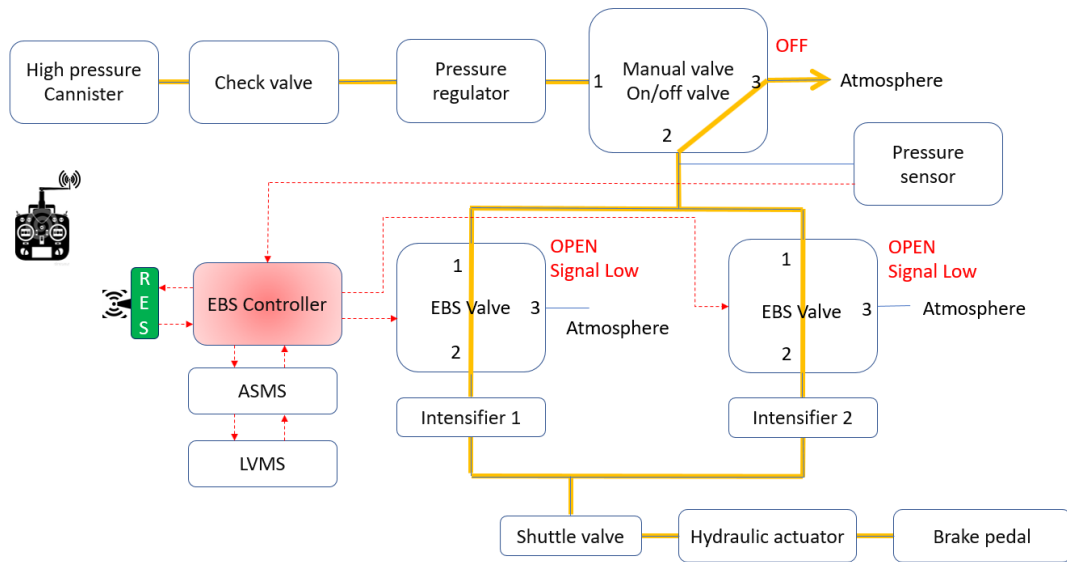 OFF
High pressure
Cannister
Check valve
Pressure
regulator
1
Manual valve
On/off valve
3
2
Atmosphere
Pressure
sensor
R
E
S
EBS Controller
1
EBS Valve
3
2
OPEN
Signal Low
Atmosphere
1
EBS Valve
3
2
OPEN
Signal Low
Atmosphere
ASMS
LVMS
Intensifier 1
Intensifier 2
Shuttle valve
Hydraulic actuator
Brake pedal